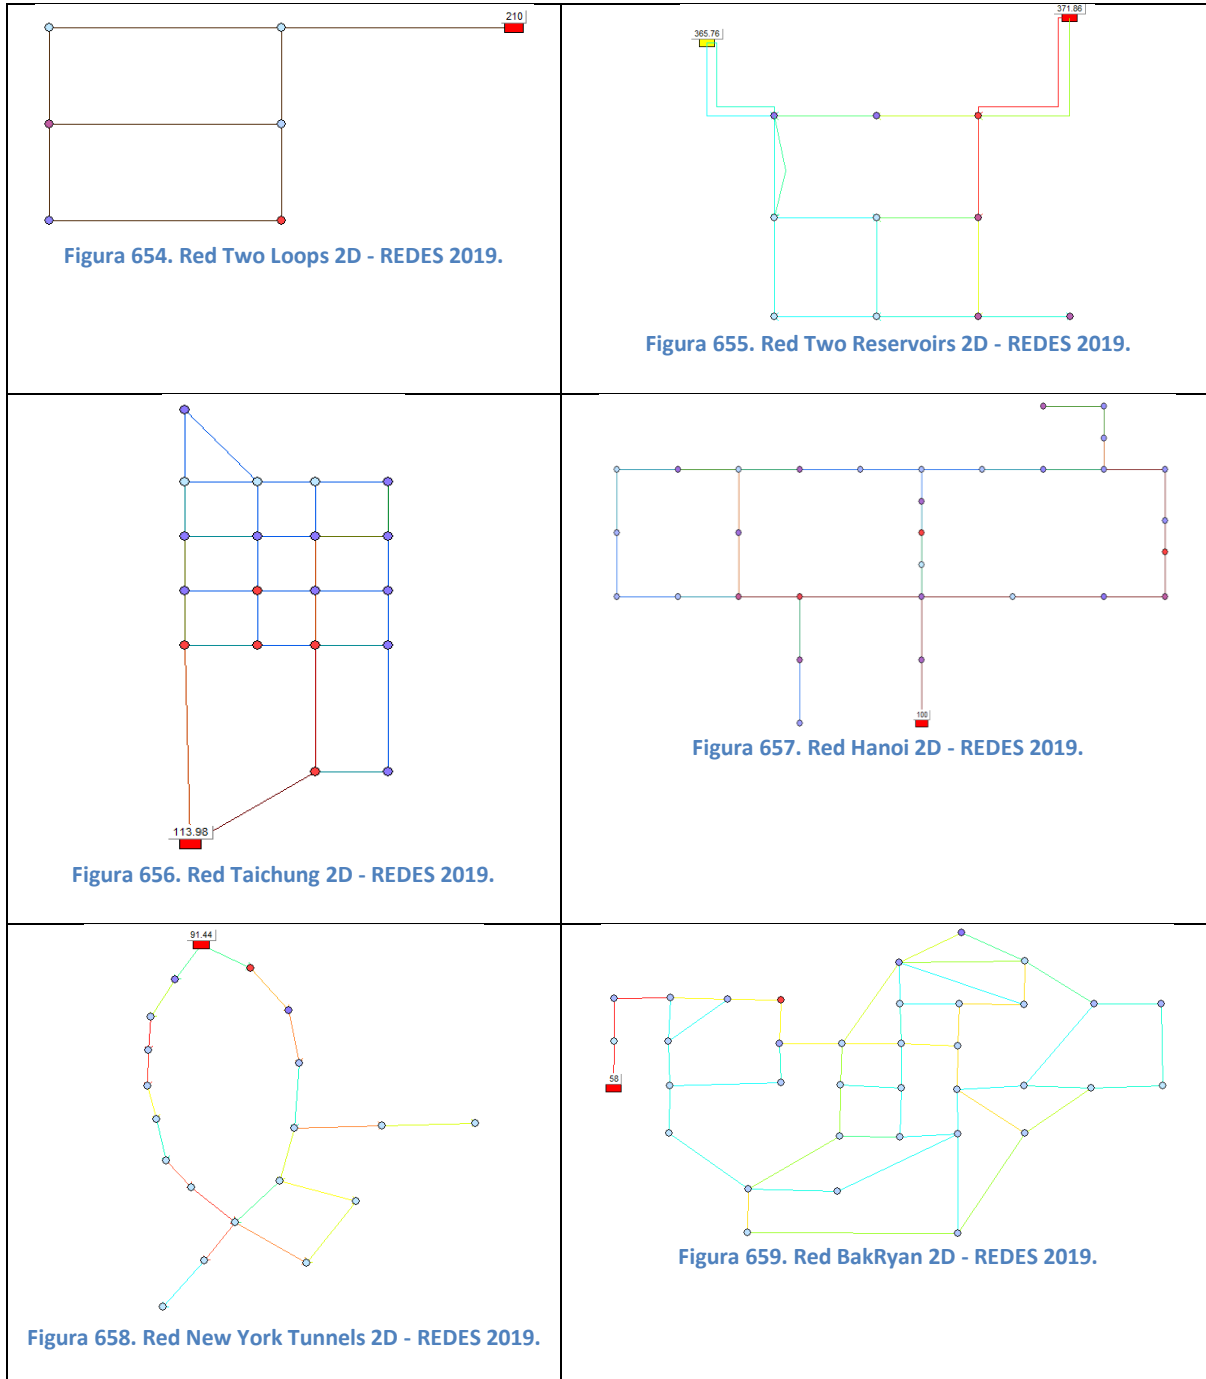 210
Figura 654. Red Two Loops 2D - REDES 2019.
365.76
371.86
Figura 655. Red Two Reservoirs 2D - REDES 2019.
113.98
Figura 656. Red Taichung 2D - REDES 2019.
100
Figura 657. Red Hanoi 2D - REDES 2019.
91.44
Figura 658. Red New York Tunnels 2D - REDES 2019.
58
Figura 659. Red BakRyan 2D - REDES 2019.